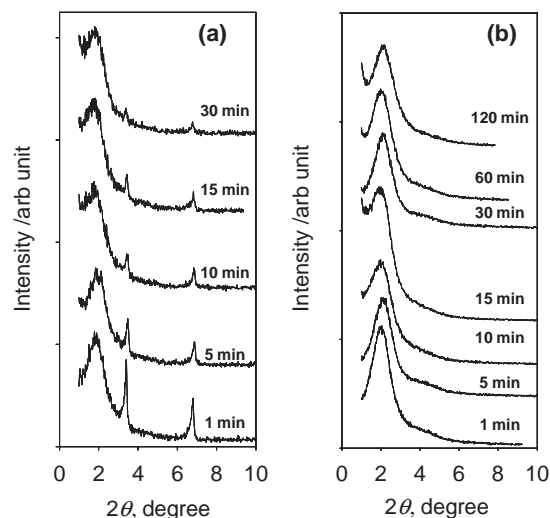 (a)
30 min
15 min
10 min
5 min
1 min
Intensity /arb unit
0 2 4 6 8 10
2θ, degree
(b)
120 min
60 min
30 min
15 min
10 min
5 min
1 min
Intensity /arb unit
0 2 4 6 8 10
2θ, degree